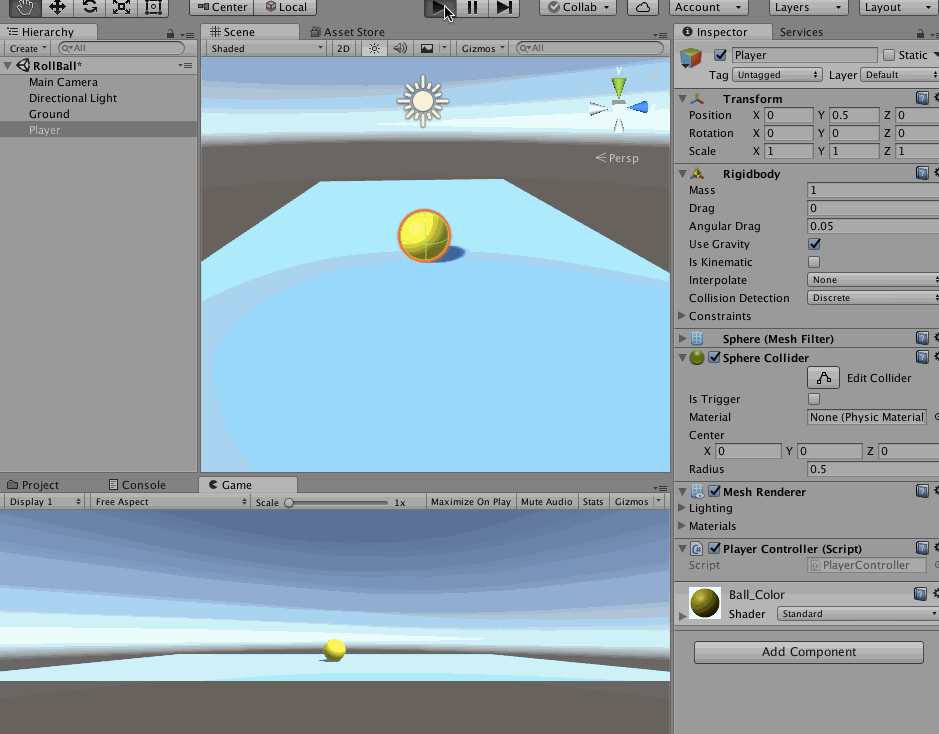 Center Local Collab Account Layers Layout
Hierarchy
Create All
RollBall*
Main Camera
Directional Light
Ground
Player
Scene Asset Store
Shaded 2D Gizmos All
y
Persp
Inspector Services
Player Static
Tag Untagged Layer Default
Transform
Position X 0 Y 0.5 Z 0
Rotation X 0 Y 0 Z 0
Scale X 1 Y 1 Z 1
Rigidbody
Mass 1
Drag 0
Angular Drag 0.05
Use Gravity
Is Kinematic
Interpolate None
Collision Detection Discrete
Constraints
Sphere (Mesh Filter)
Sphere Collider
Edit Collider
Is Trigger
Material None (Physic Material
Center
X 0 Y 0 Z 0
Radius 0.5
Mesh Renderer
Lighting
Materials
Player Controller (Script)
Script PlayerController
Ball_Color
Shader Standard
Add Component
Project Console Game
Display 1 Free Aspect Scale 1x Maximize On Play Mute Audio Stats Gizmos